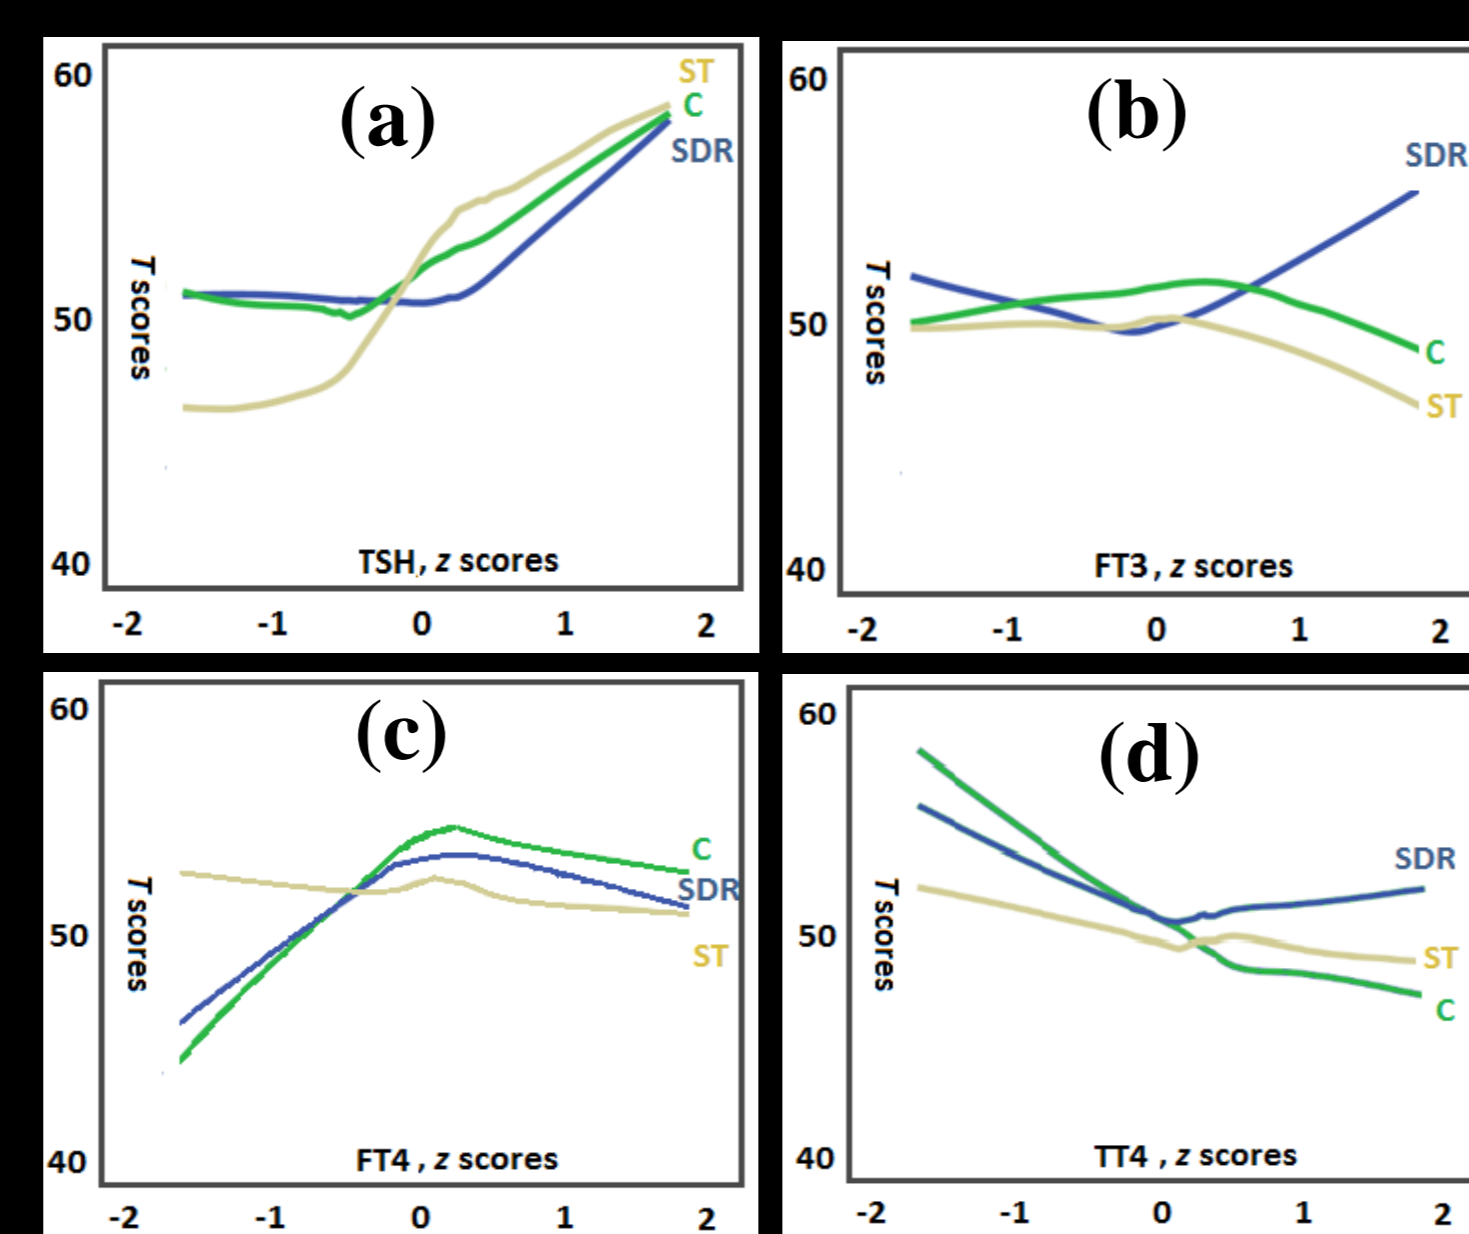 (a)
60
50
40
T scores
ST
C
SDR
TSH, z scores
-2 -1 0 1 2
(b)
60
50
40
T scores
SDR
C
ST
FT3 , z scores
-2 -1 0 1 2
(c)
60
50
40
T scores
C
SDR
ST
FT4 , z scores
-2 -1 0 1 2
(d)
60
50
40
T scores
SDR
ST
C
TT4 , z scores
-2 -1 0 1 2